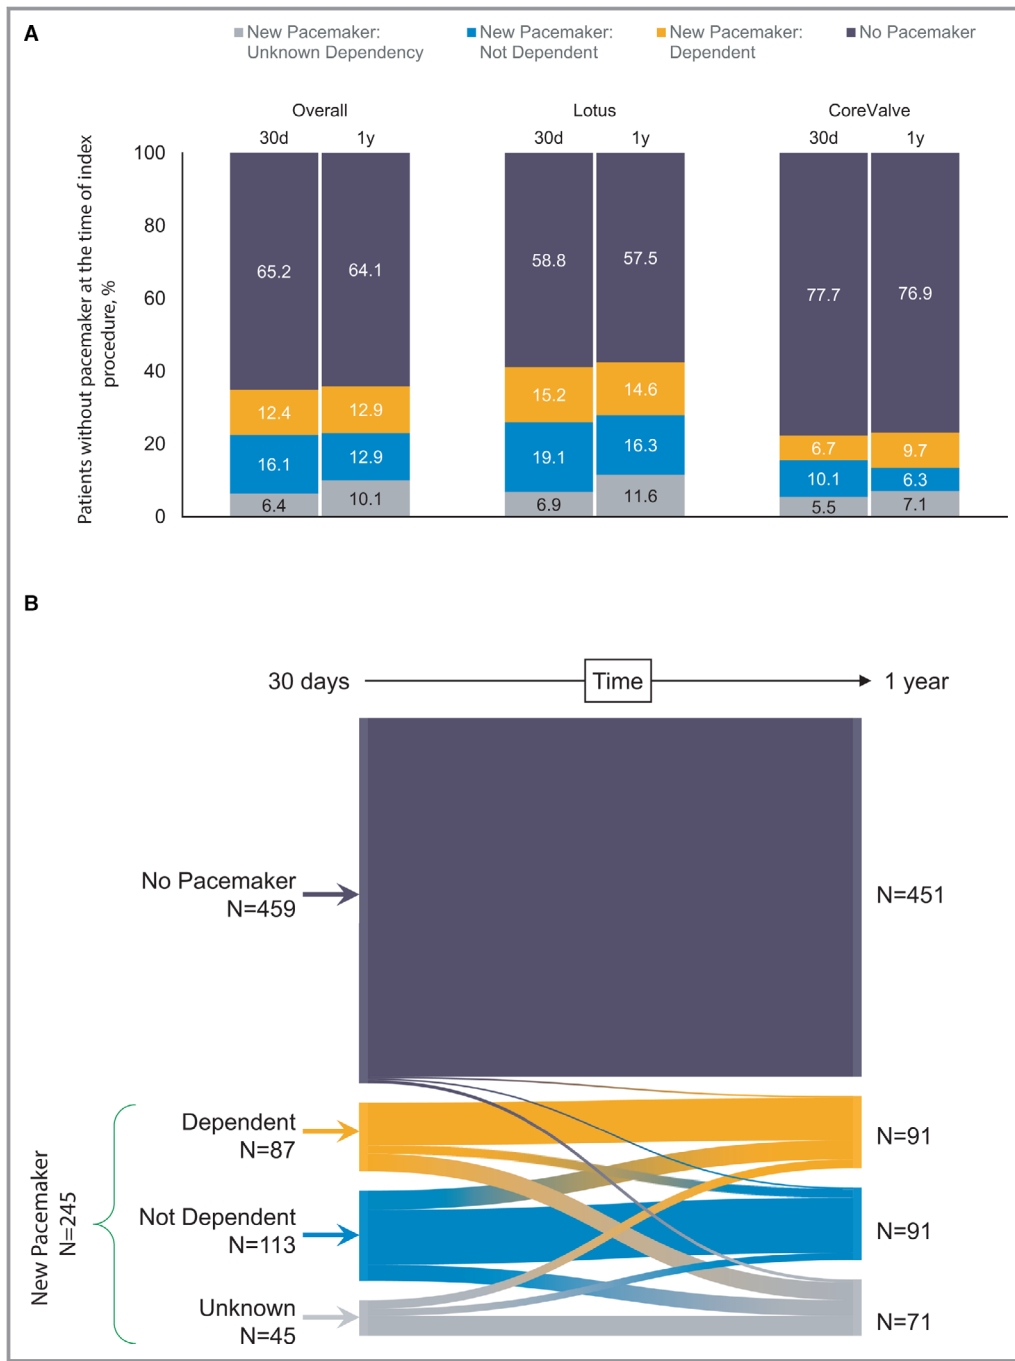 A
New Pacemaker:
Unknown Dependency
New Pacemaker:
Not Dependent
New Pacemaker:
Dependent
No Pacemaker
Overall
Lotus
CoreValve
30d
1y
30d
1y
30d
1y
Patients without pacemaker at the time of index
procedure, %
100
80
60
40
20
0
65.2
64.1
58.8
57.5
77.7
76.9
12.4
12.9
15.2
14.6
6.7
9.7
16.1
12.9
19.1
16.3
10.1
6.3
6.4
10.1
6.9
11.6
5.5
7.1
B
30 days
Time
1 year
No Pacemaker
N=459
N=451
New Pacemaker
N=245
Dependent
N=87
N=91
Not Dependent
N=113
N=91
Unknown
N=45
N=71